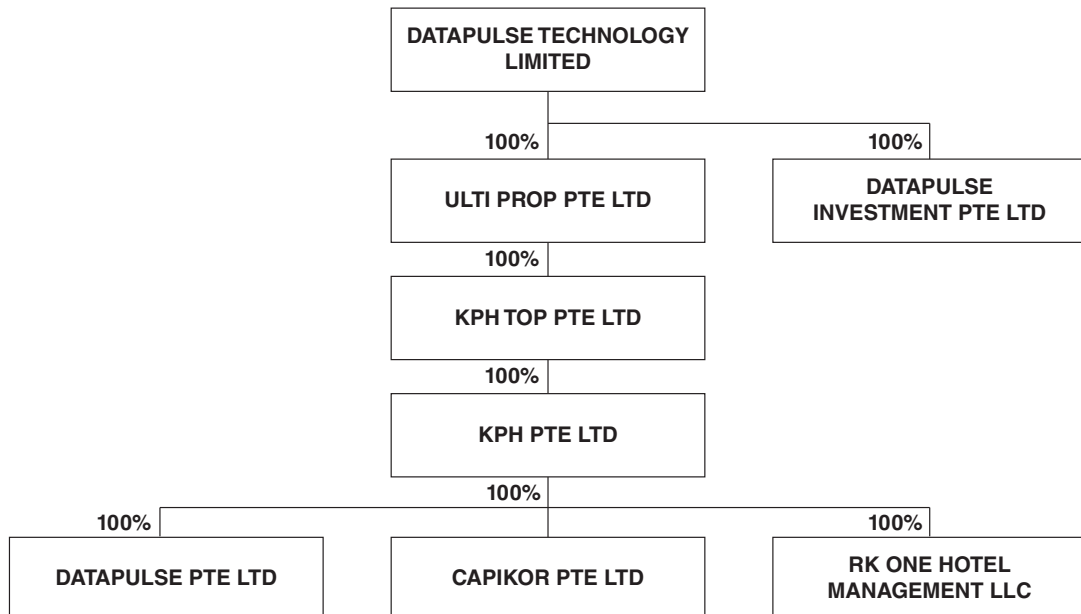 DATAPULSE TECHNOLOGY
LIMITED
100%
100%
ULTI PROP PTE LTD
DATAPULSE
INVESTMENT PTE LTD
100%
KPH TOP PTE LTD
100%
KPH PTE LTD
100%
100%
100%
DATAPULSE PTE LTD
CAPIKOR PTE LTD
RK ONE HOTEL
MANAGEMENT LLC